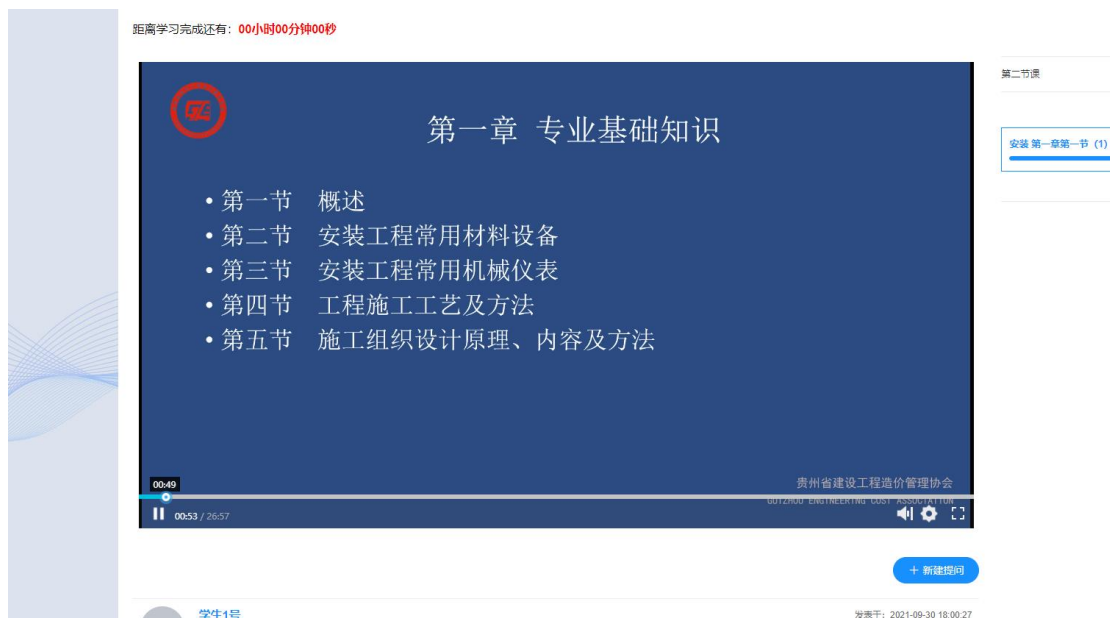 距离学习完成还有：00小时00分钟00秒
第一章 专业基础知识
• 第一节 概述
• 第二节 安装工程常用材料设备
• 第三节 安装工程常用机械仪表
• 第四节 工程施工工艺及方法
• 第五节 施工组织设计原理、内容及方法
贵州省建设工程造价管理协会
GUIZHOU ENGINEERING COST ASSOCIATION
00:49
00:53 / 26:57
第二节课
安装 第一章第一节 (1)
+ 新建提问
学生1号
发表于：2021-09-30 18:00:27